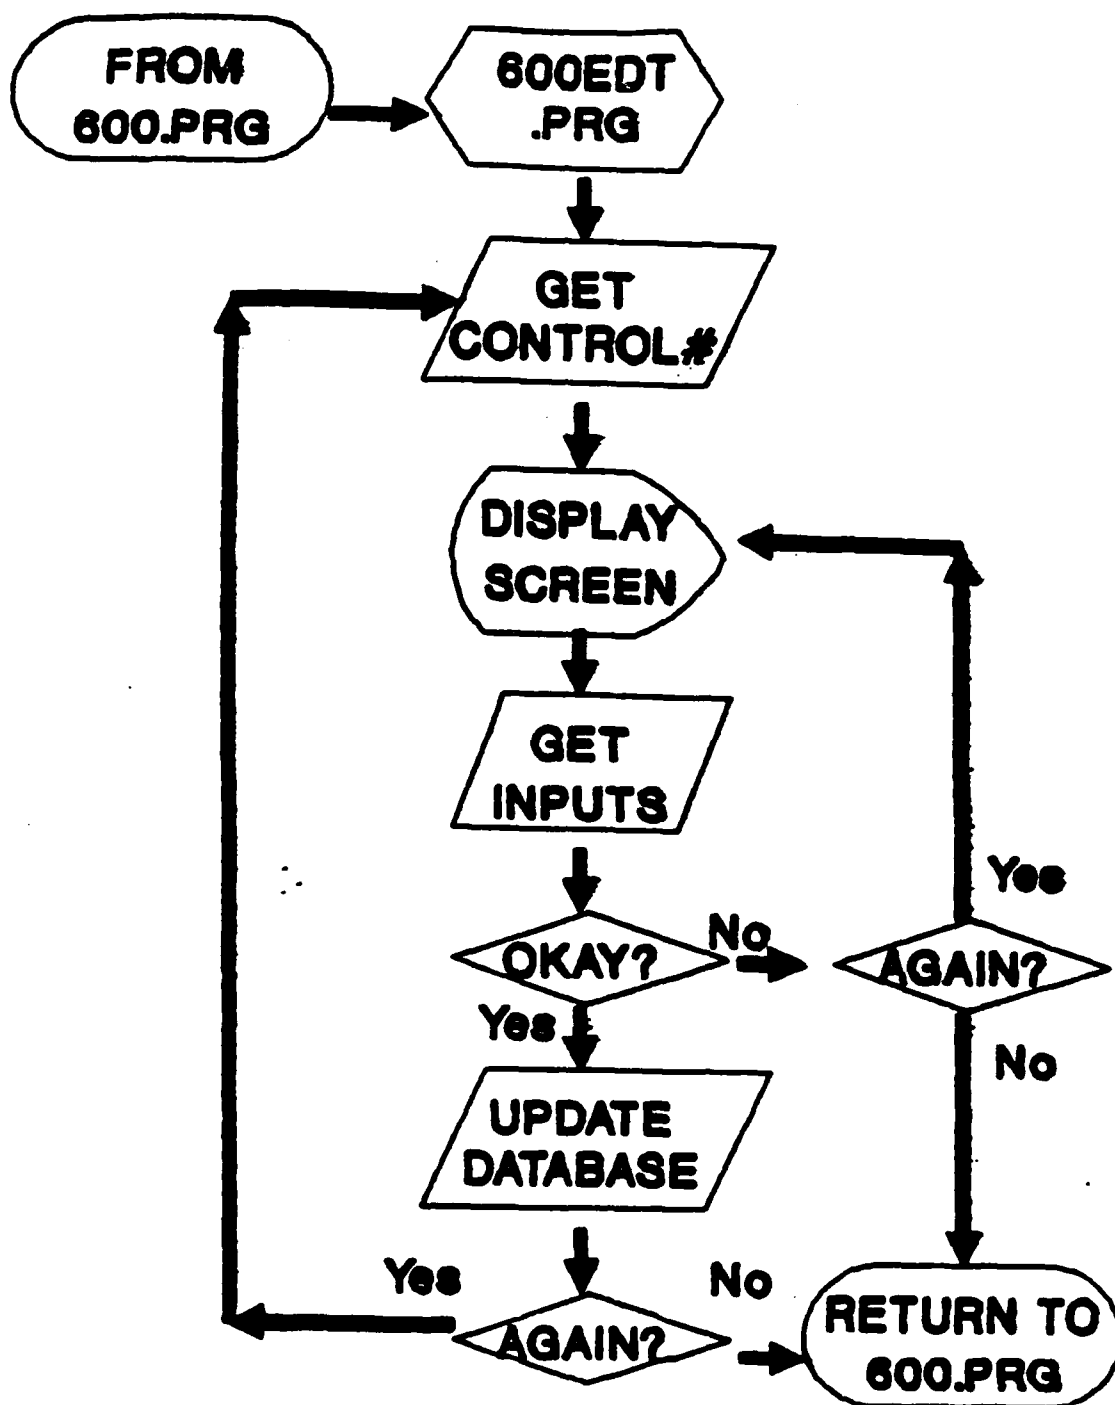 FROM
600.PRG
600EDT
.PRG
GET
CONTROL#
DISPLAY
SCREEN
GET
INPUTS
OKAY?
No
AGAIN?
Yes
No
Yes
UPDATE
DATABASE
AGAIN?
Yes
No
RETURN TO
600.PRG